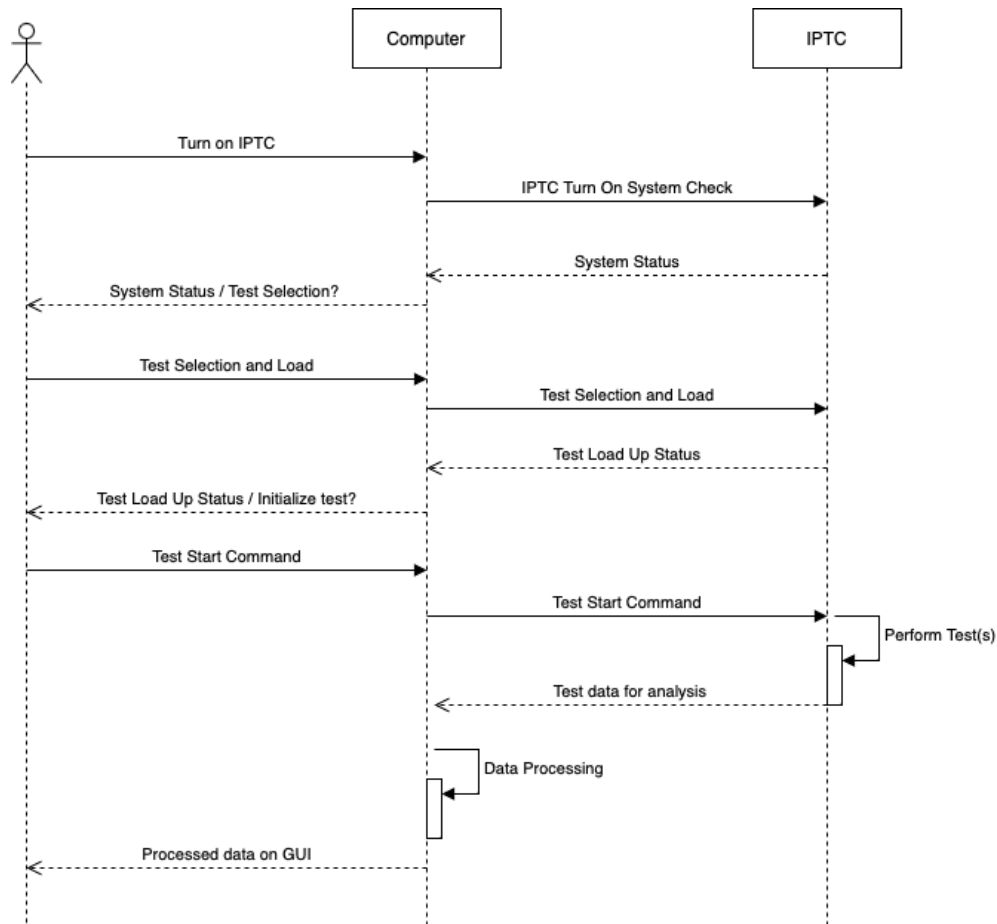 Computer
IPTC
Turn on IPTC
IPTC Turn On System Check
System Status
System Status / Test Selection?
Test Selection and Load
Test Selection and Load
Test Load Up Status
Test Load Up Status / Initialize test?
Test Start Command
Test Start Command
Perform Test(s)
Test data for analysis
Data Processing
Processed data on GUI